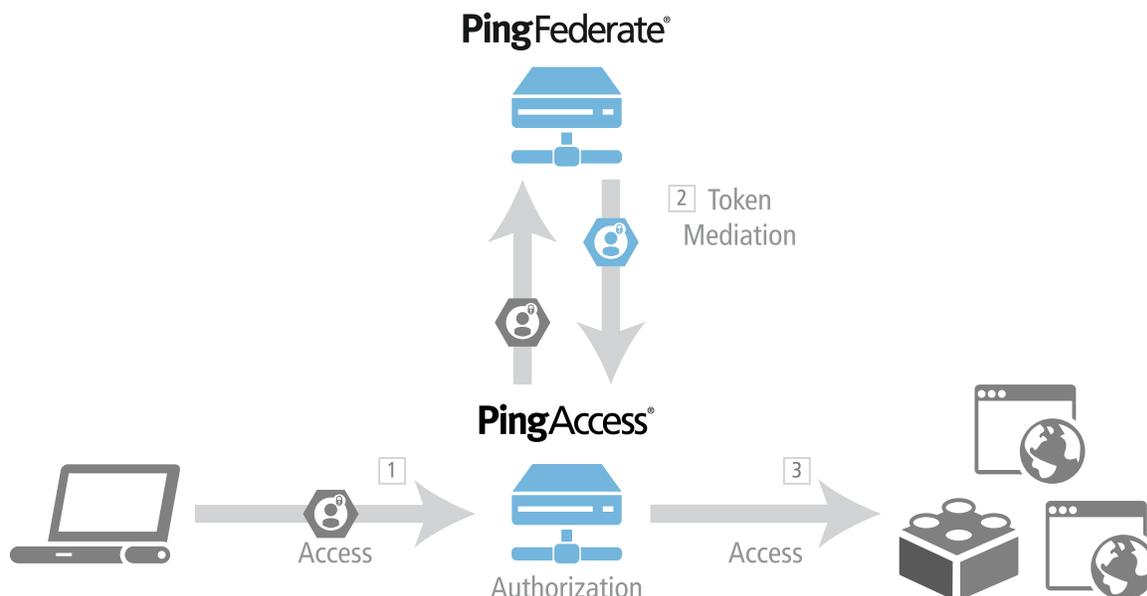 PingFederate®
2 Token
Mediation
PingAccess®
1
3
Access
Access
Authorization